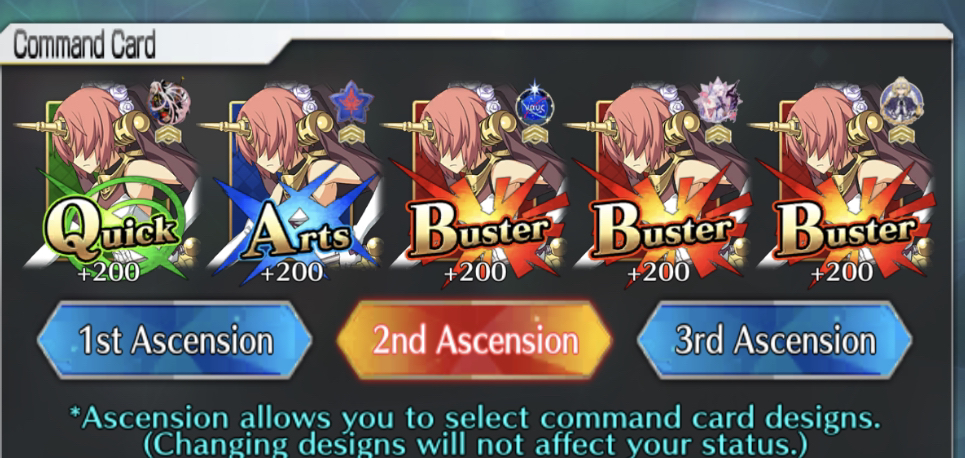 Command Card
Quick Arts Buster Buster Buster
+200 +200 +200 +200 +200
1st Ascension 2nd Ascension 3rd Ascension
*Ascension allows you to select command card designs.
(Changing designs will not affect your status.)